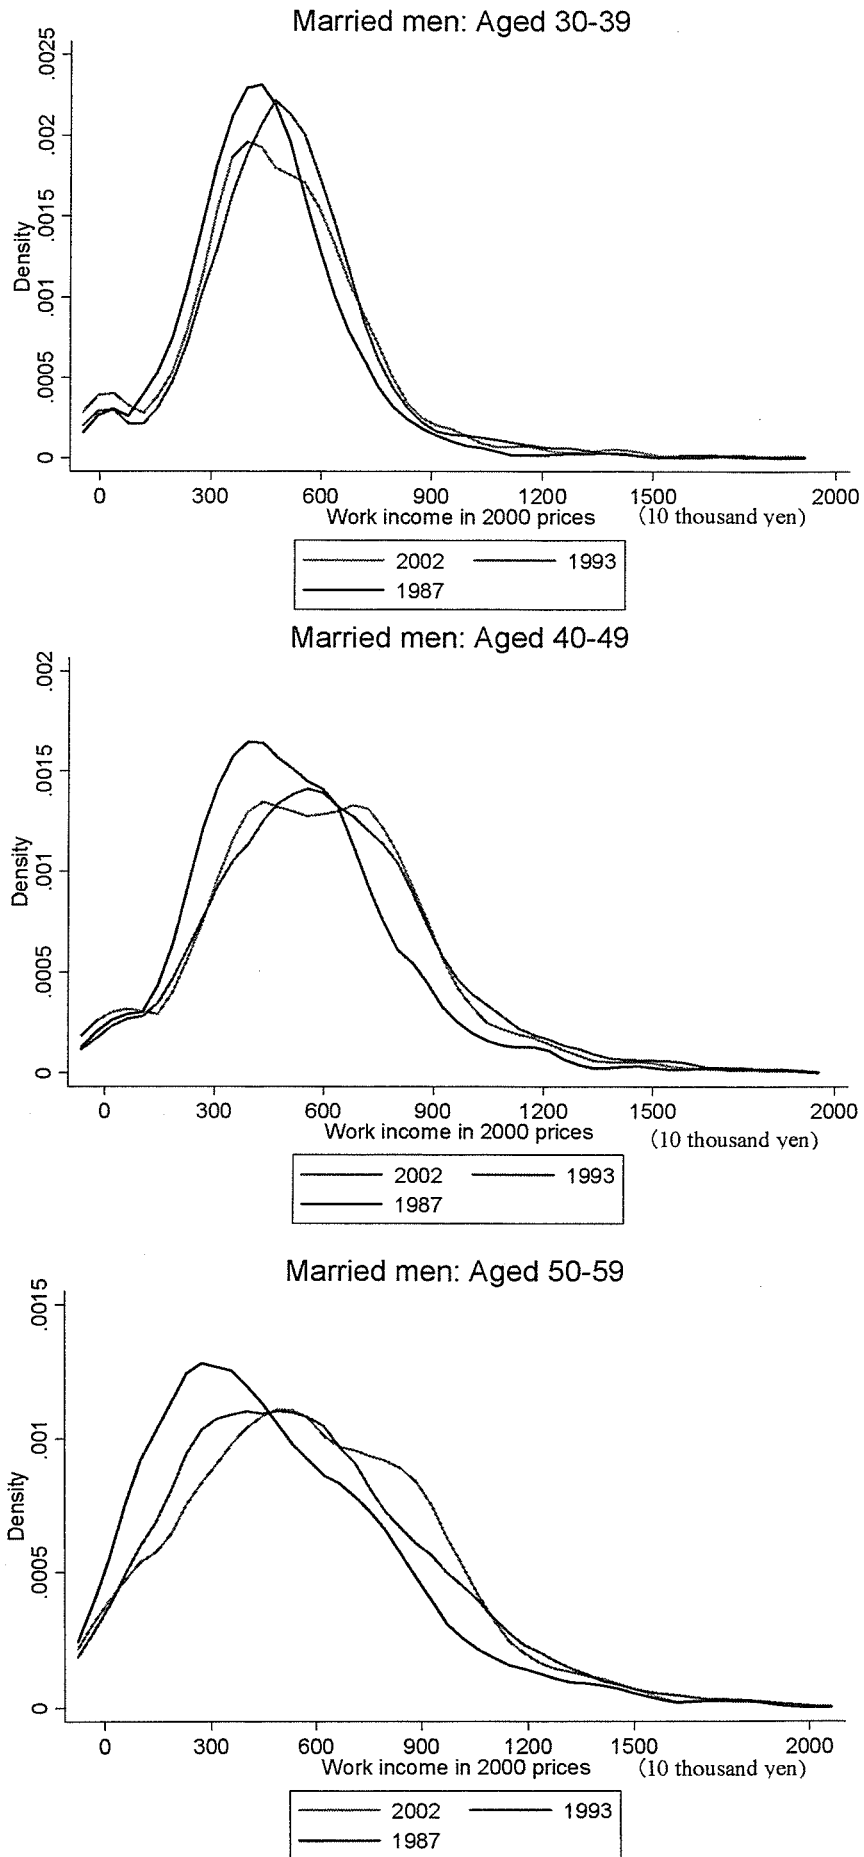 Married men: Aged 30-39
.0025
.002
.0015
.001
.0005
0
Density
0 300 600 900 1200 1500 2000
Work income in 2000 prices (10 thousand yen)
2002 1993
1987
Married men: Aged 40-49
.002
.0015
.001
.0005
0
Density
0 300 600 900 1200 1500 2000
Work income in 2000 prices (10 thousand yen)
2002 1993
1987
Married men: Aged 50-59
.0015
.001
.0005
0
Density
0 300 600 900 1200 1500 2000
Work income in 2000 prices (10 thousand yen)
2002 1993
1987